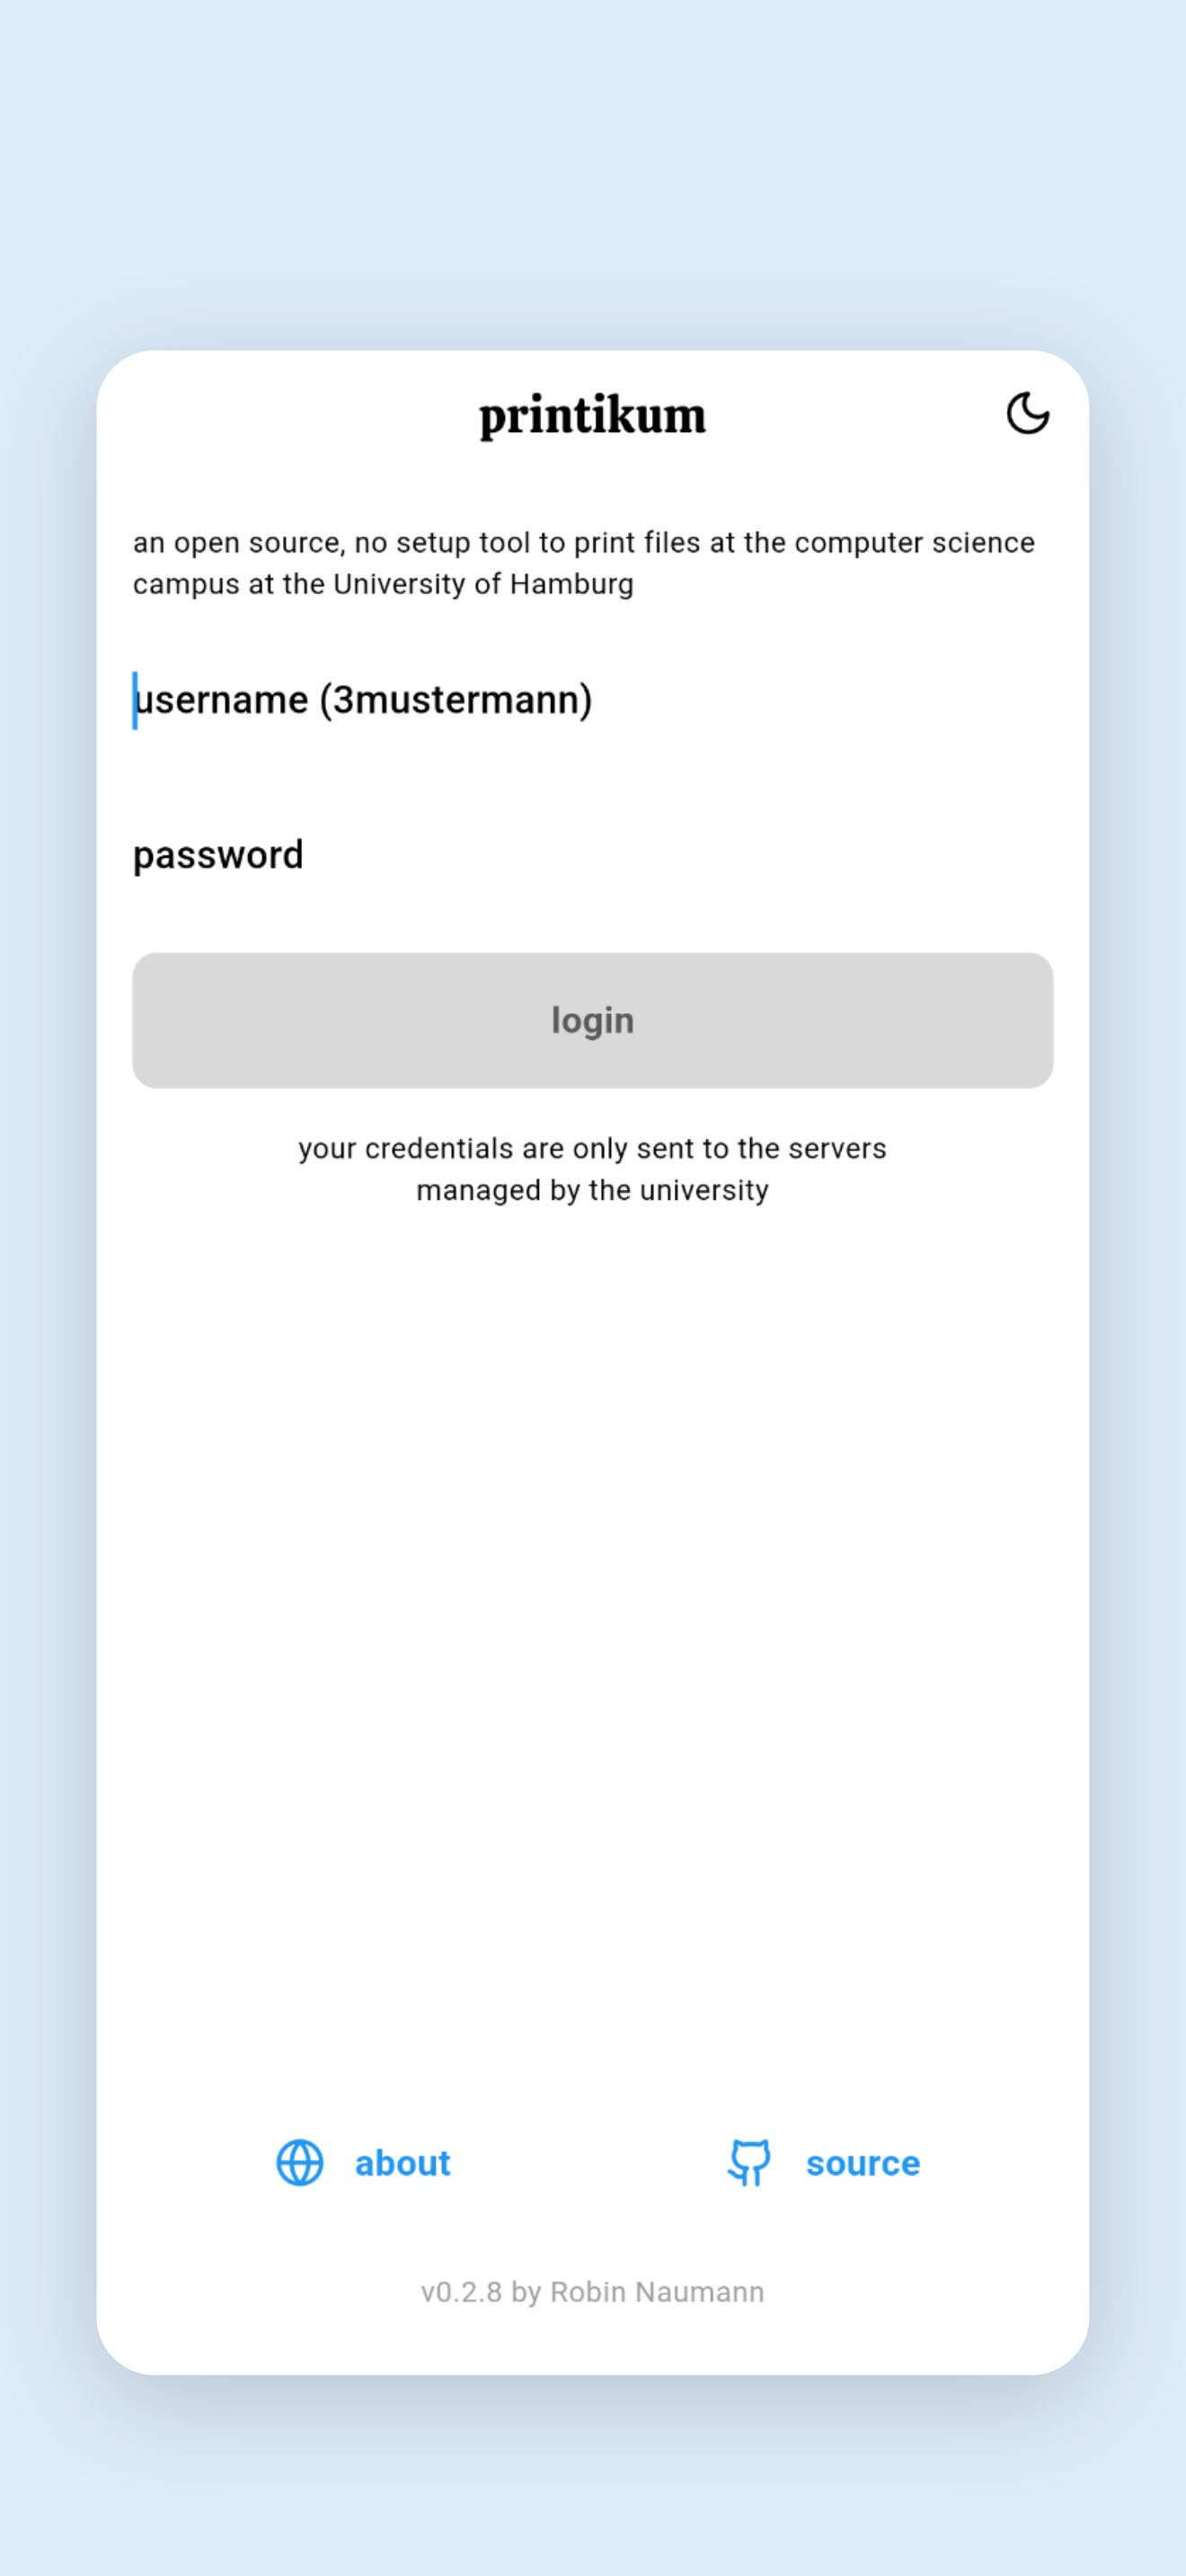 printikum
an open source, no setup tool to print files at the computer science
campus at the University of Hamburg
username (3mustermann)
password
login
your credentials are only sent to the servers
managed by the university
about
source
v0.2.8 by Robin Naumann